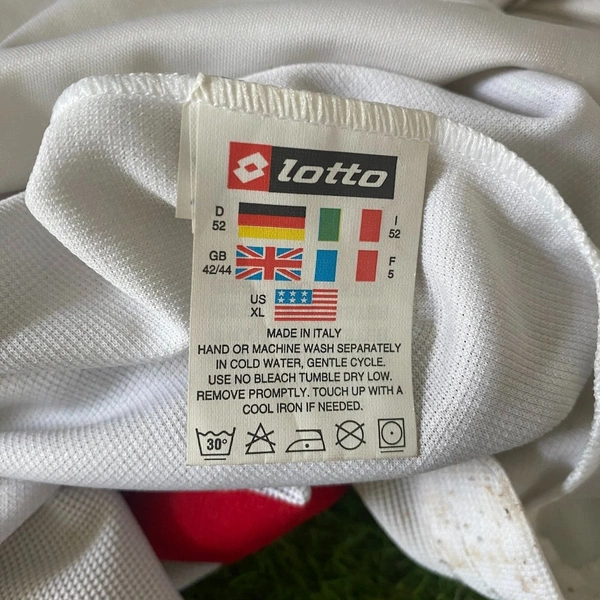 lotto
D
52
I
52
GB
42/44
F
5
US
XL
MADE IN ITALY
HAND OR MACHINE WASH SEPARATELY
IN COLD WATER, GENTLE CYCLE.
USE NO BLEACH TUMBLE DRY LOW.
REMOVE PROMPTLY. TOUCH UP WITH A
COOL IRON IF NEEDED.
30°